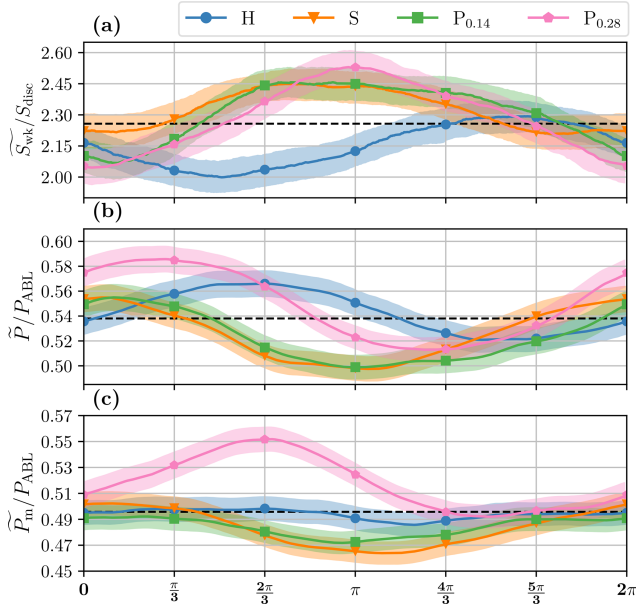 H S P₀.₁₄ P₀.₂₈
(a)
2.60
2.45
2.30
2.15
2.00
S̃wk/Sdisc
(b)
0.60
0.58
0.56
0.54
0.52
0.50
P̃/PABL
(c)
0.57
0.55
0.53
0.51
0.49
0.47
0.45
P̃m/PABL
0 π/3 2π/3 π 4π/3 5π/3 2π